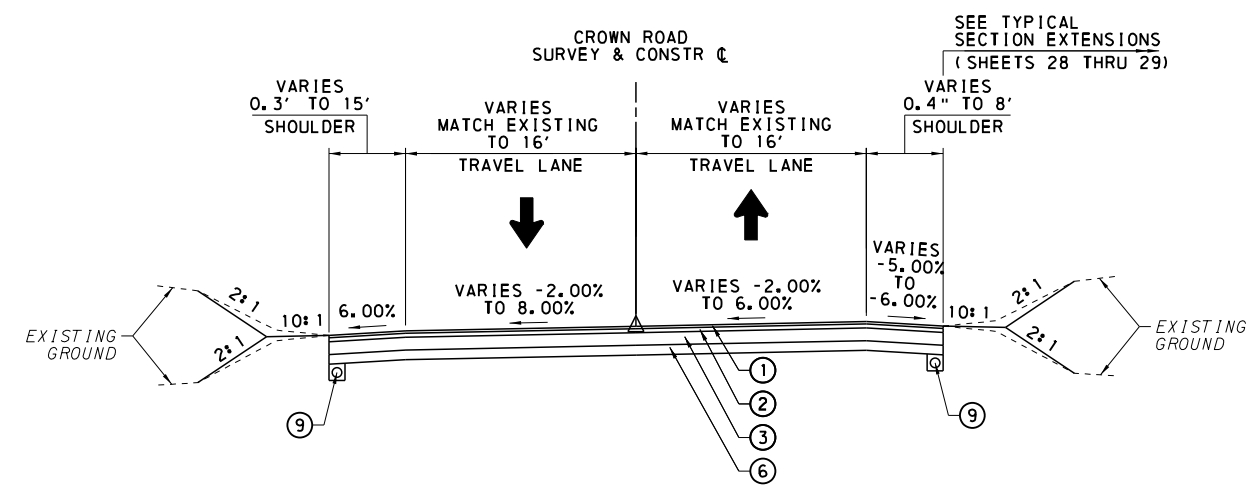 CROWN ROAD
SURVEY & CONSTR ℄
SEE TYPICAL
SECTION EXTENSIONS
(SHEETS 28 THRU 29)
VARIES
0.3' TO 15'
SHOULDER
VARIES
MATCH EXISTING
TO 16'
TRAVEL LANE
VARIES
MATCH EXISTING
TO 16'
TRAVEL LANE
VARIES
0.4" TO 8'
SHOULDER
EXISTING
GROUND
2:1
2:1
10:1
6.00%
VARIES -2.00%
TO 8.00%
VARIES -2.00%
TO 6.00%
VARIES
-5.00%
TO
-6.00%
10:1
2:1
2:1
EXISTING
GROUND
9
1
2
3
6
9